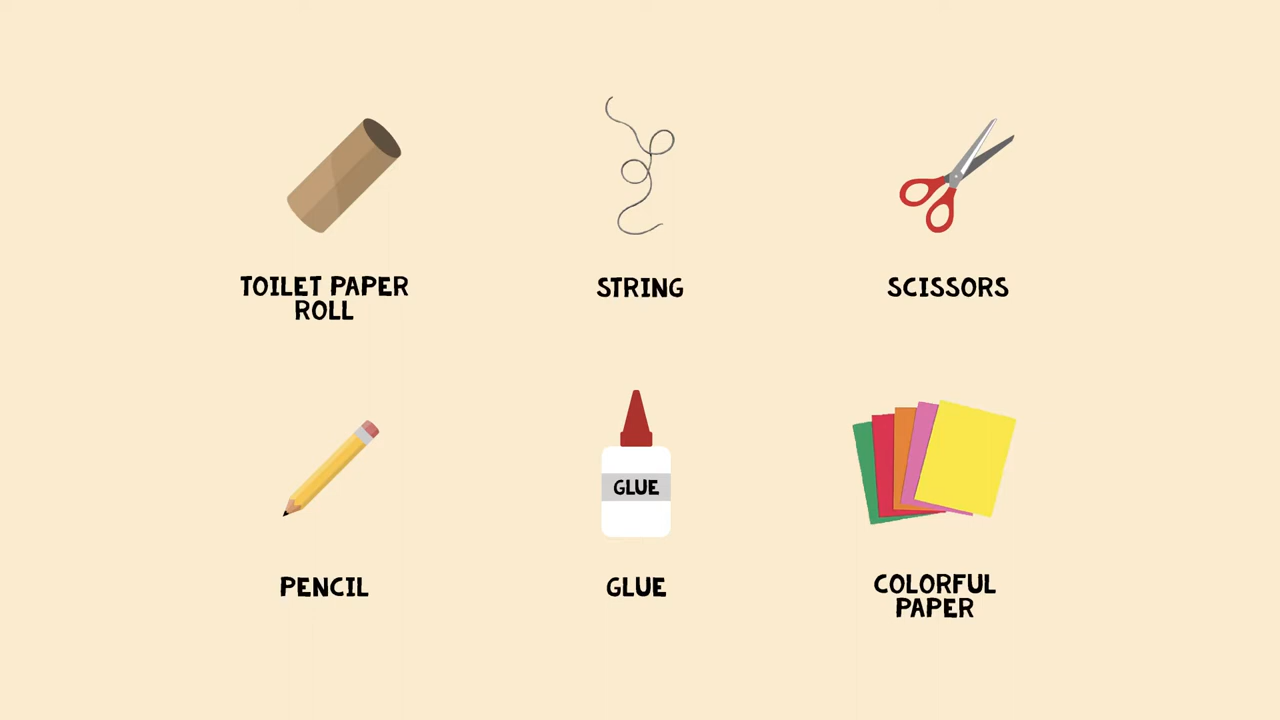 TOILET PAPER
ROLL
STRING
SCISSORS
PENCIL
GLUE
GLUE
COLORFUL
PAPER